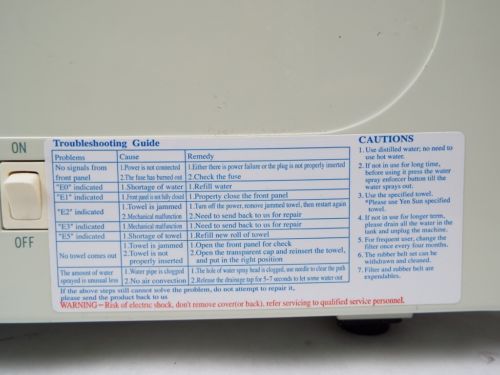 ON
OFF
Troubleshooting Guide
Problems Cause Remedy
No signals from front panel 1.Power is not connected 1.Either there is power failure or the plug is not properly inserted
2.The fuse has burned out 2.Check the fuse
"E0" indicated 1.Shortage of water 1.Refill water
"E1" indicated 1.Front panel is not fully closed 1.Properly close the front panel
"E2" indicated 1.Towel is jammed 1.Turn off the power, remove jammed towel, then restart again
2.Mechanical malfunction 2.Need to send back to us for repair
"E3" indicated 1.Mechanical malfunction 1.Need to send back to us for repair
"E5" indicated 1.Shortage of towel 1.Refill new roll of towel
No towel comes out 1.Towel is jammed 1.Open the front panel for check
2.Towel is not properly inserted 2.Open the transparent cap and reinsert the towel, and put in the right position
The amount of water sprayed is unusual less 1.Water pipe is clogged 1.The hole of water spray head is clogged, use needle to clear the path
2.No air convection 2.Release the drainage tap for 5-7 seconds to let some water out
If the above steps still cannot solve the problem, do not attempt to repair it,
please send the product back to us
WARNING – Risk of electric shock, don't remove cover(or back), refer servicing to qualified service personnel.
CAUTIONS
1. Use distilled water; no need to
use hot water.
2. If not in use for long time,
before using it press the water
spray enforcer button till the
water sprays out.
3. Use the specified towel.
*Please use Yen Sun specified
towel.
4. If not in use for longer term,
please drain all the water in the
tank and unplug the machine.
5. For frequent user, change the
filter once every four months.
6. The rubber belt set can be
withdrawn and cleaned.
7. Filter and rubber belt are
expendables.